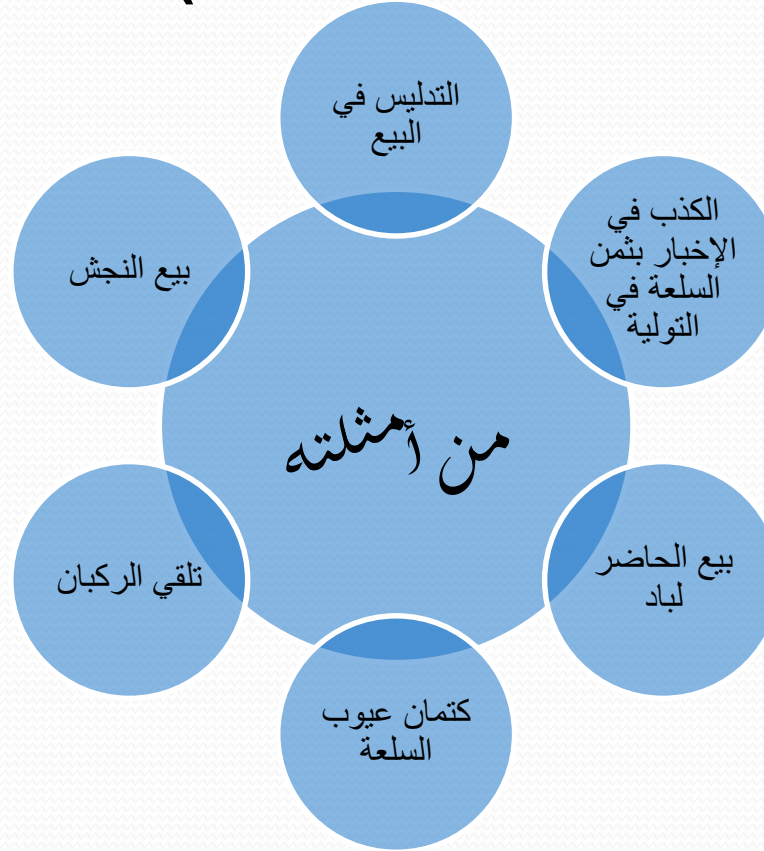 التدليس في
البيع
الكذب في
الإخبار بثمن
السلعة في
التولية
بيع الحاضر
لباد
كتمان عيوب
السلعة
تلقي الركبان
بيع النجش
من أمثلته